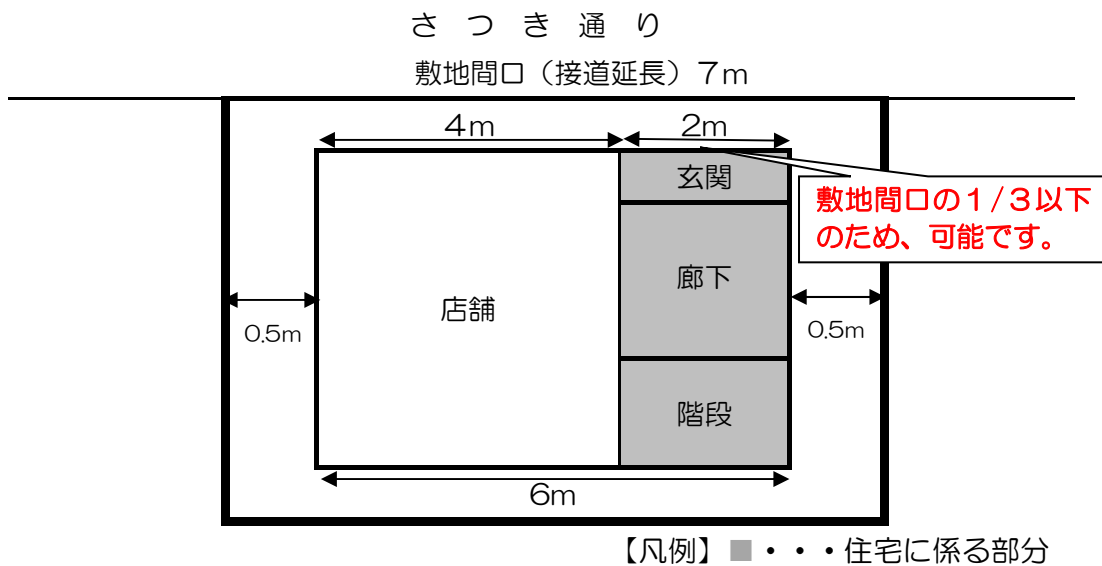 さつき通り
敷地間口（接道延長）７ｍ
４ｍ
２ｍ
玄関
敷地間口の１/３以下
のため、可能です。
廊下
店舗
0.5m
0.5m
階段
６ｍ
【凡例】■・・・住宅に係る部分